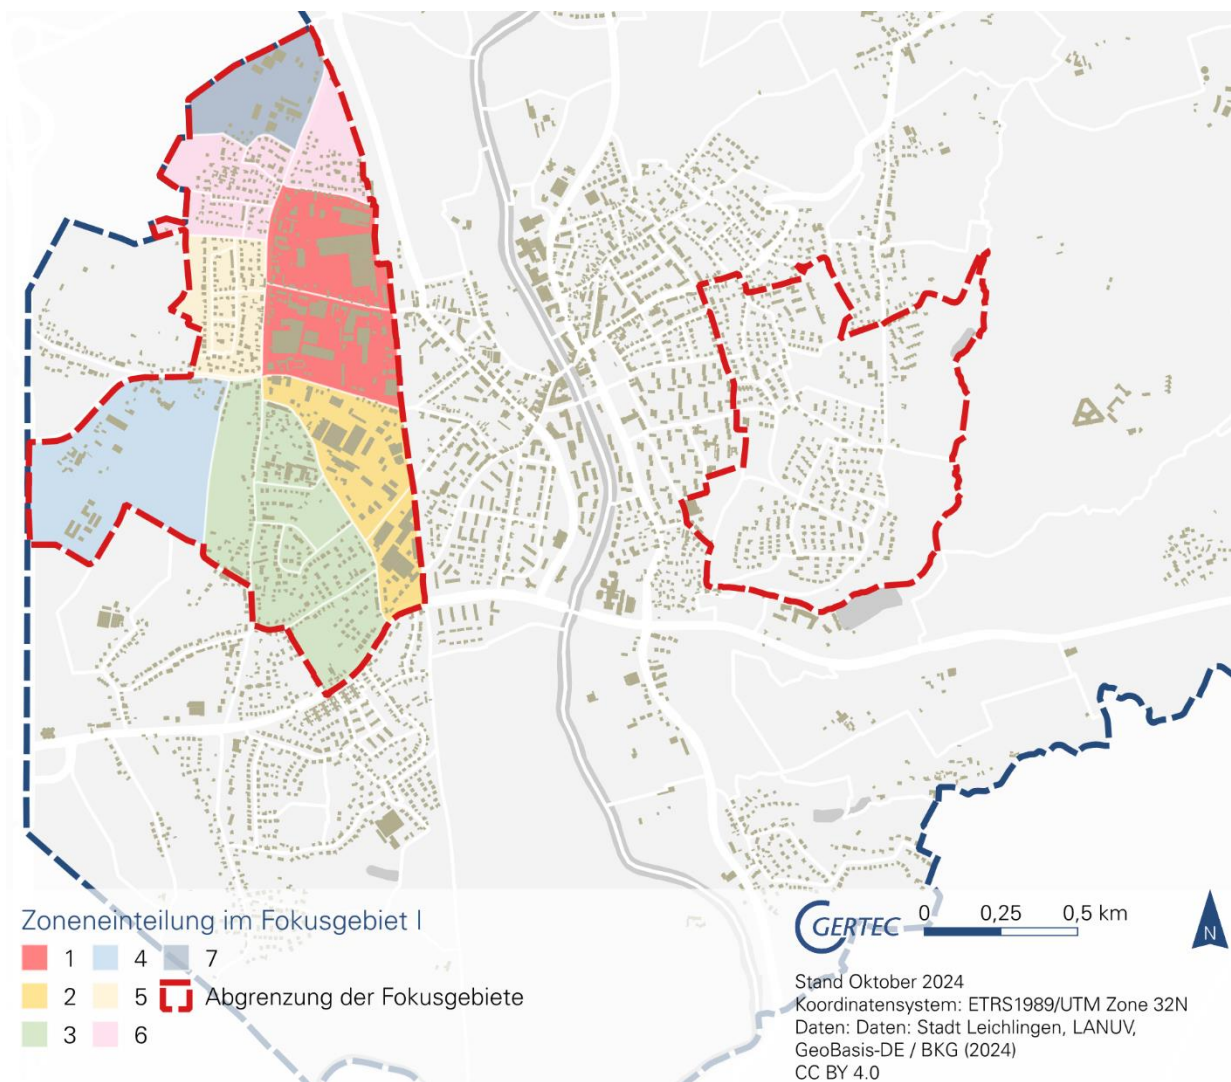 Zoneneinteilung im Fokusgebiet I
1 4 7
2 5 Abgrenzung der Fokusgebiete
3 6
GERTEC
0 0,25 0,5 km
N
Stand Oktober 2024
Koordinatensystem: ETRS1989/UTM Zone 32N
Daten: Daten: Stadt Leichlingen, LANUV,
GeoBasis-DE / BKG (2024)
CC BY 4.0